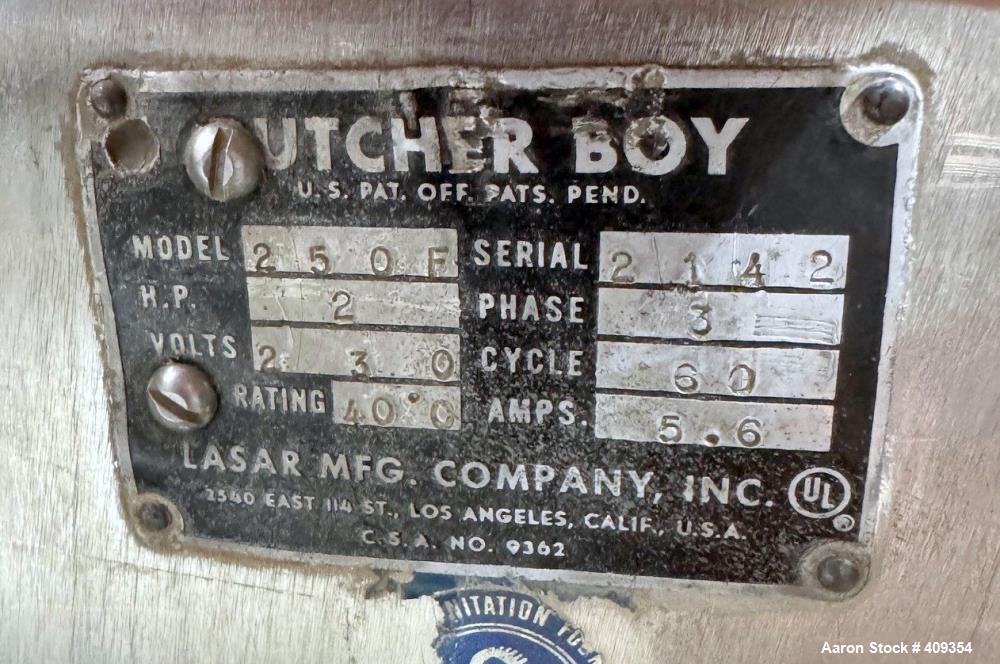 UTCHER BOY
U.S. PAT. OFF. PATS. PEND.
MODEL 250F SERIAL 2142
H.P. 2 PHASE 3
VOLTS 230 CYCLE 60
RATING 40°C AMPS. 5.6
LASAR MFG. COMPANY, INC. UL ®
2540 EAST 114 ST., LOS ANGELES, CALIF., U.S.A.
C.S.A. NO. 9362
NITATION FO
Aaron Stock # 409354